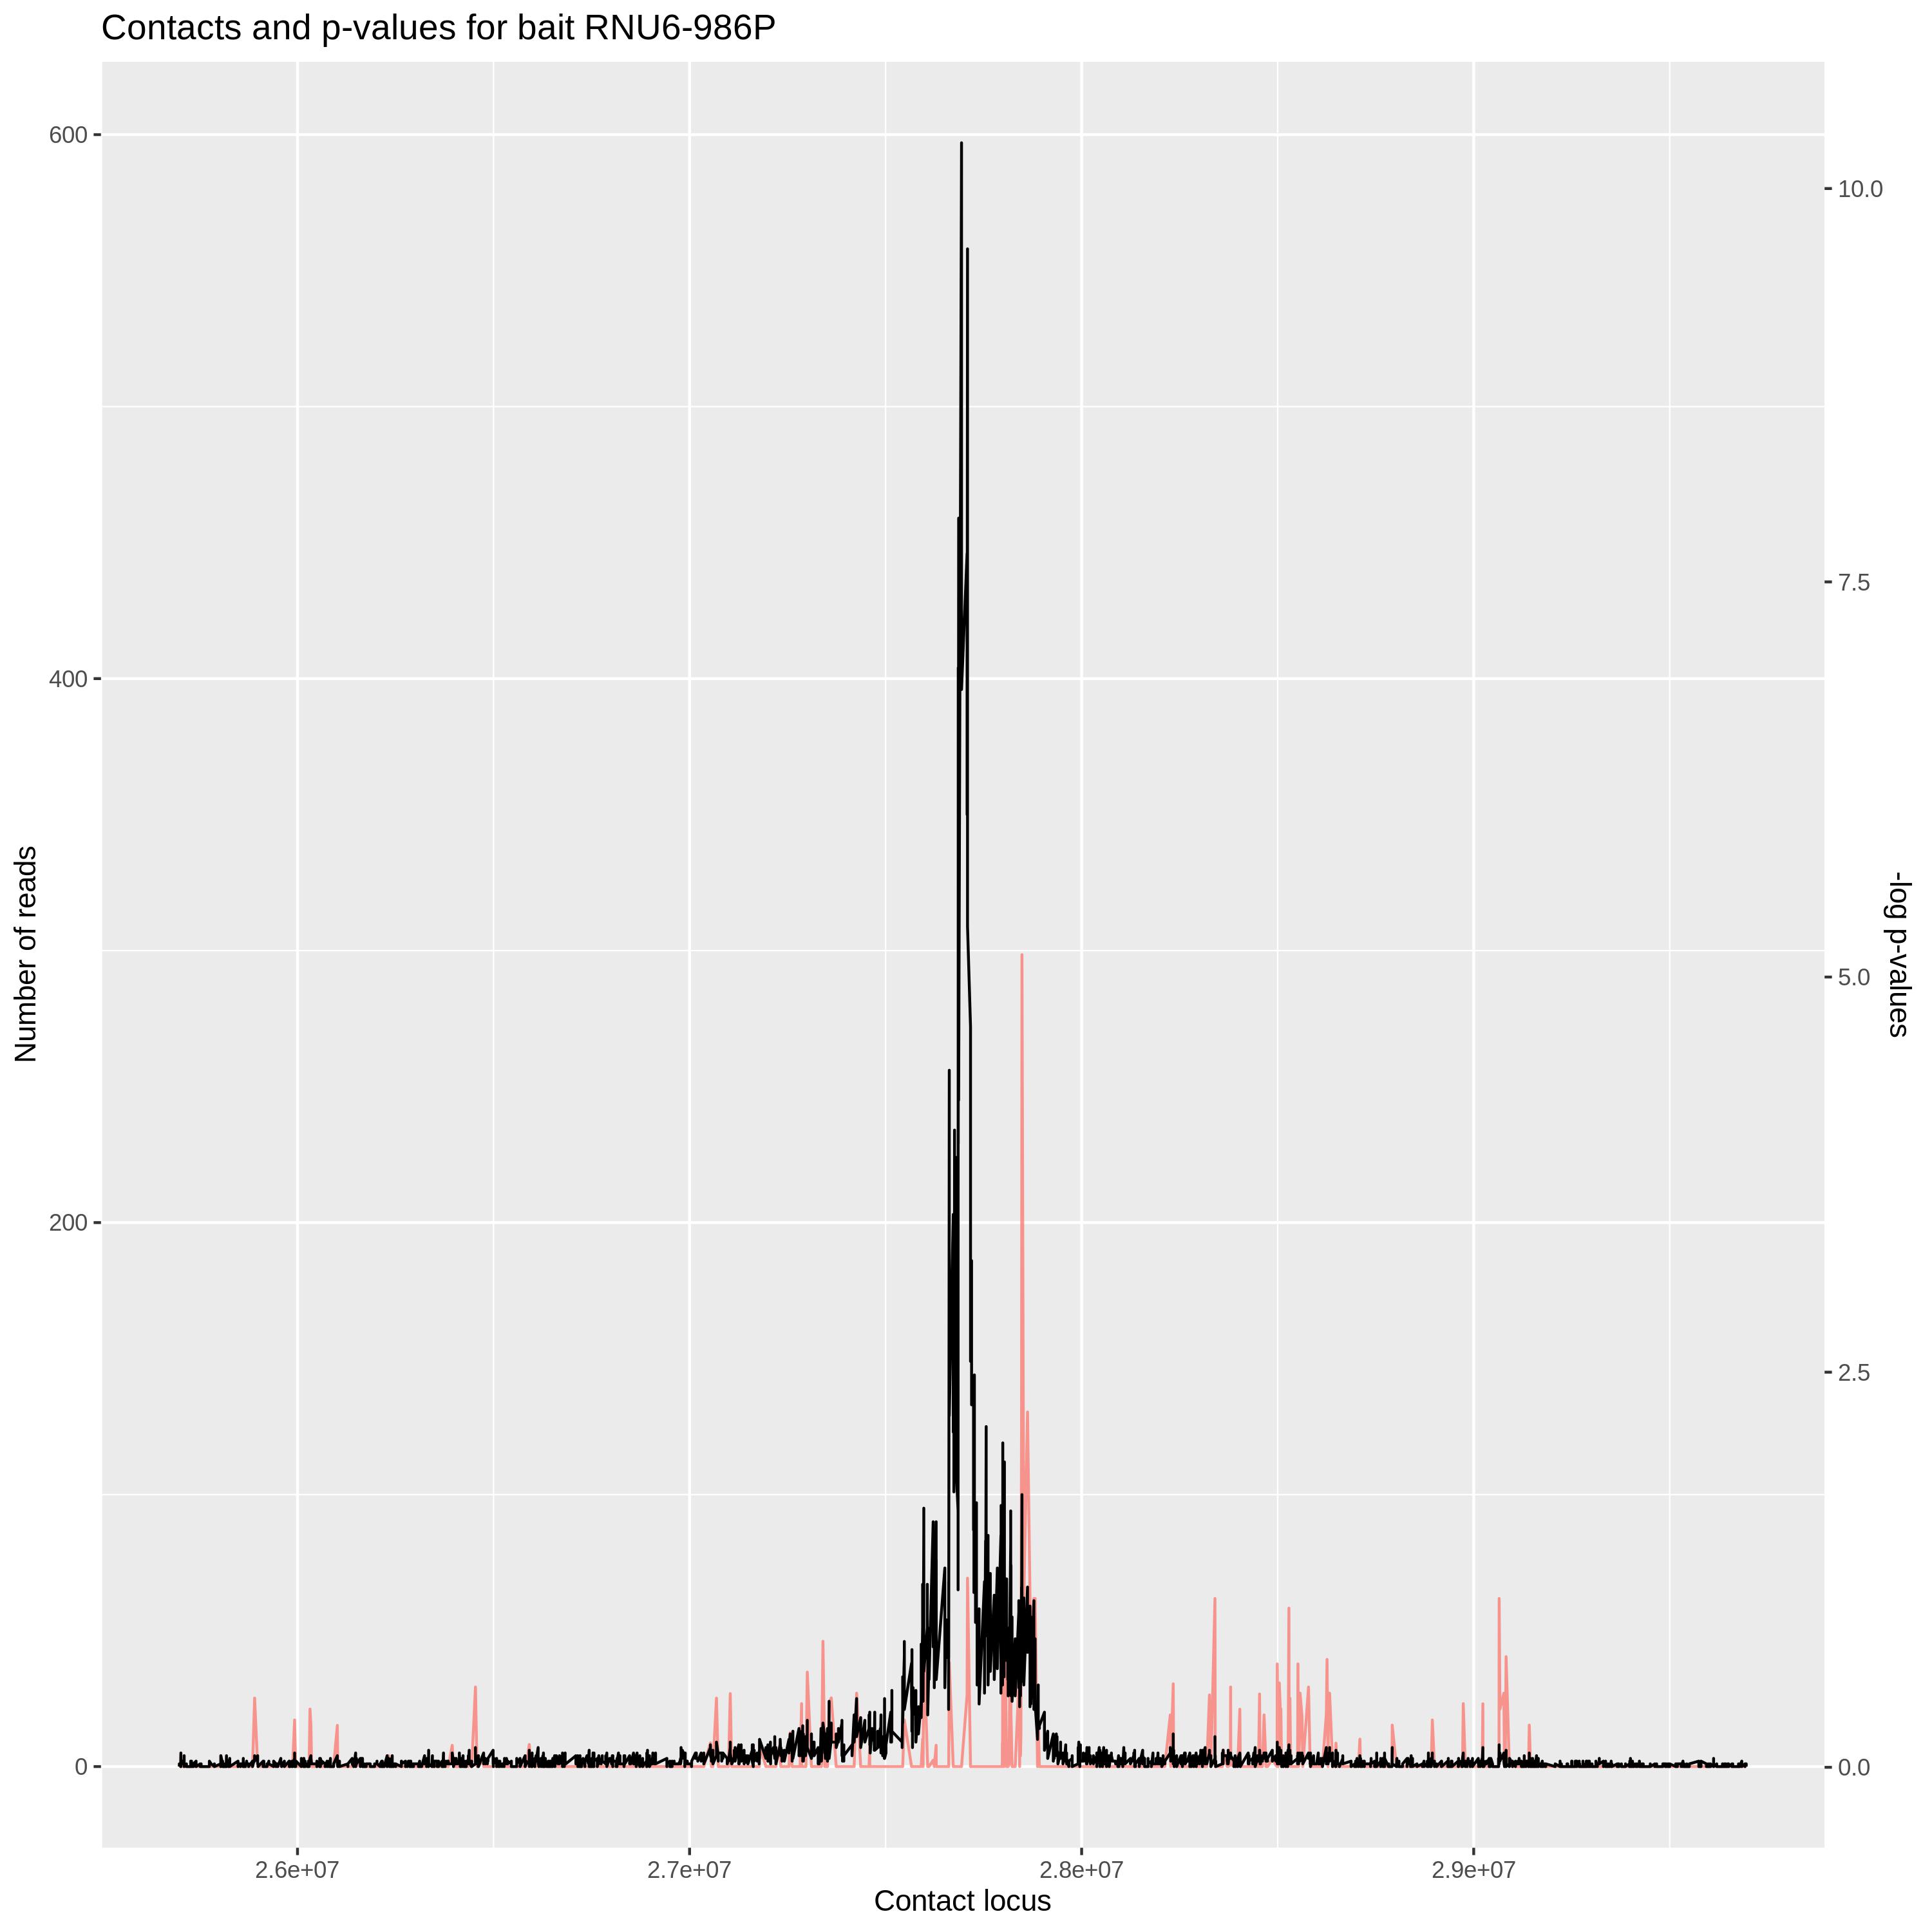 Contacts and p-values for bait RNU6-986P
600
400
200
0
Number of reads
10.0
7.5
5.0
2.5
0.0
-log p-values
2.6e+07
2.7e+07
2.8e+07
2.9e+07
Contact locus